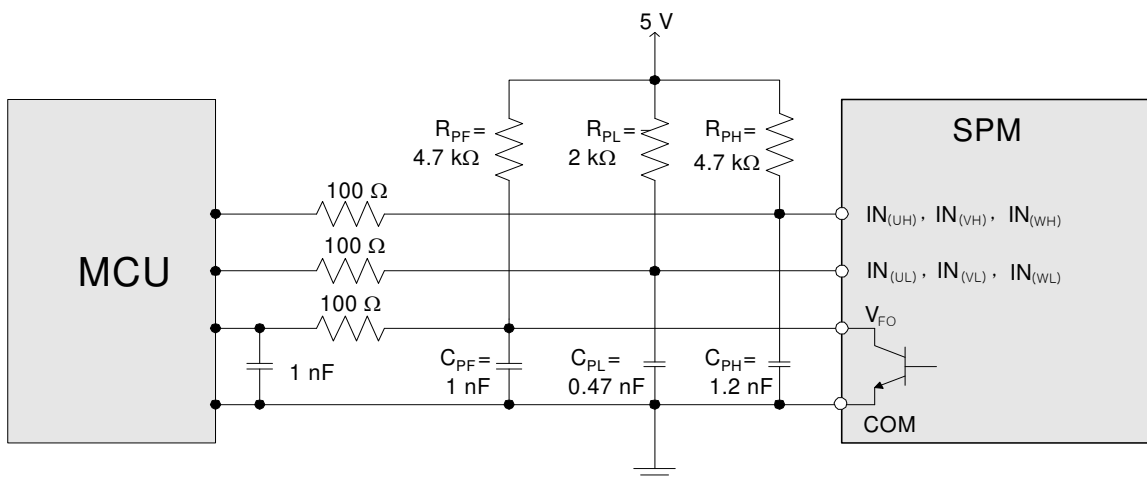 5 V
R_PF=
4.7 kΩ
R_PL=
2 kΩ
R_PH=
4.7 kΩ
SPM
100 Ω
IN(UH), IN(VH), IN(WH)
MCU
100 Ω
IN(UL), IN(VL), IN(WL)
100 Ω
V_FO
1 nF
C_PF=
1 nF
C_PL=
0.47 nF
C_PH=
1.2 nF
COM